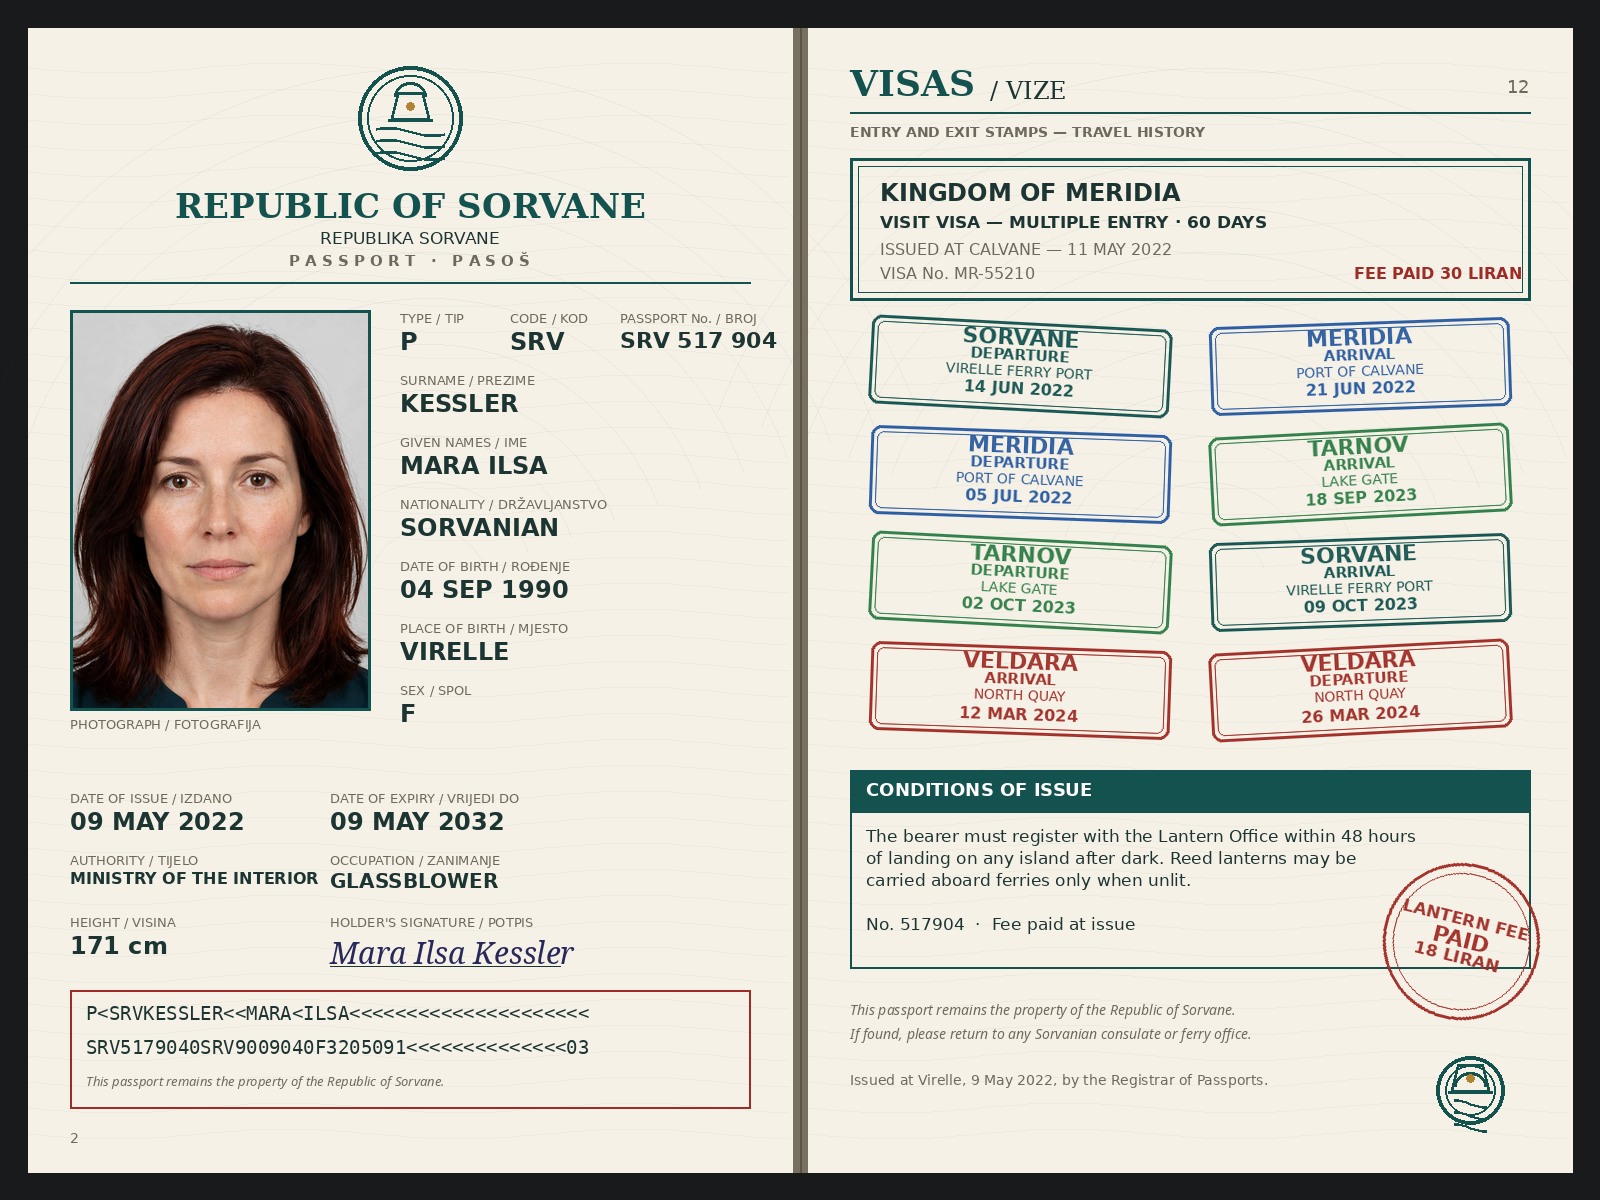 REPUBLIC OF SORVANE
REPUBLIKA SORVANE
PASSPORT · PASOŠ
TYPE / TIP
P
CODE / KOD
SRV
PASSPORT No. / BROJ
SRV 517 904
SURNAME / PREZIME
KESSLER
GIVEN NAMES / IME
MARA ILSA
NATIONALITY / DRŽAVLJANSTVO
SORVANIAN
DATE OF BIRTH / ROĐENJE
04 SEP 1990
PLACE OF BIRTH / MJESTO
VIRELLE
SEX / SPOL
F
PHOTOGRAPH / FOTOGRAFIJA
DATE OF ISSUE / IZDANO
09 MAY 2022
DATE OF EXPIRY / VRIJEDI DO
09 MAY 2032
AUTHORITY / TIJELO
MINISTRY OF THE INTERIOR
OCCUPATION / ZANIMANJE
GLASSBLOWER
HEIGHT / VISINA
171 cm
HOLDER'S SIGNATURE / POTPIS
Mara Ilsa Kessler
P<SRVKESSLER<<MARA<ILSA<<<<<<<<<<<<<<<<<<<<<
SRV5179040SRV9009040F3205091<<<<<<<<<<<<<<03
This passport remains the property of the Republic of Sorvane.
2
VISAS / VIZE
12
ENTRY AND EXIT STAMPS — TRAVEL HISTORY
KINGDOM OF MERIDIA
VISIT VISA — MULTIPLE ENTRY · 60 DAYS
ISSUED AT CALVANE — 11 MAY 2022
VISA No. MR-55210
FEE PAID 30 LIRAN
SORVANE
DEPARTURE
VIRELLE FERRY PORT
14 JUN 2022
MERIDIA
ARRIVAL
PORT OF CALVANE
21 JUN 2022
MERIDIA
DEPARTURE
PORT OF CALVANE
05 JUL 2022
TARNOV
ARRIVAL
LAKE GATE
18 SEP 2023
TARNOV
DEPARTURE
LAKE GATE
02 OCT 2023
SORVANE
ARRIVAL
VIRELLE FERRY PORT
09 OCT 2023
VELDARA
ARRIVAL
NORTH QUAY
12 MAR 2024
VELDARA
DEPARTURE
NORTH QUAY
26 MAR 2024
CONDITIONS OF ISSUE
The bearer must register with the Lantern Office within 48 hours
of landing on any island after dark. Reed lanterns may be
carried aboard ferries only when unlit.
No. 517904 · Fee paid at issue
LANTERN FEE
PAID
18 LIRAN
This passport remains the property of the Republic of Sorvane.
If found, please return to any Sorvanian consulate or ferry office.
Issued at Virelle, 9 May 2022, by the Registrar of Passports.